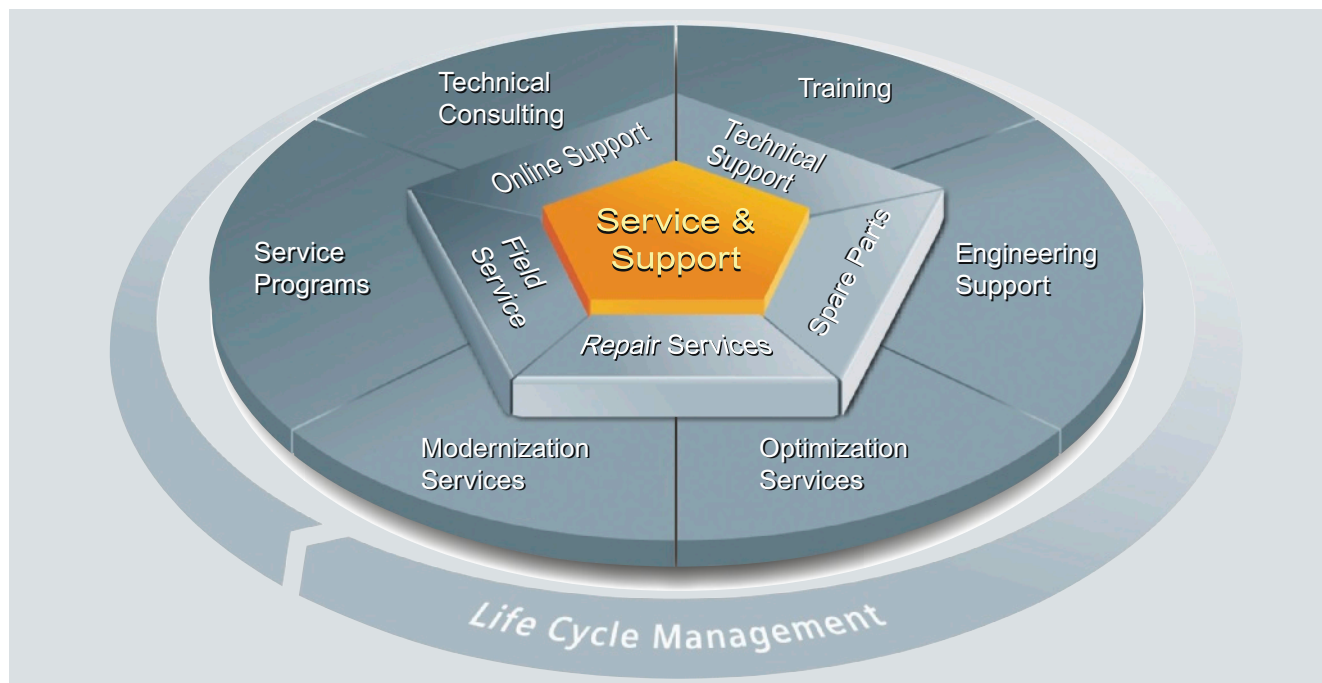 Technical
Consulting
Training
Online Support
Technical
Support
Service &
Support
Service
Programs
Field
Service
Spare Parts
Engineering
Support
Repair Services
Modernization
Services
Optimization
Services
Life Cycle Management